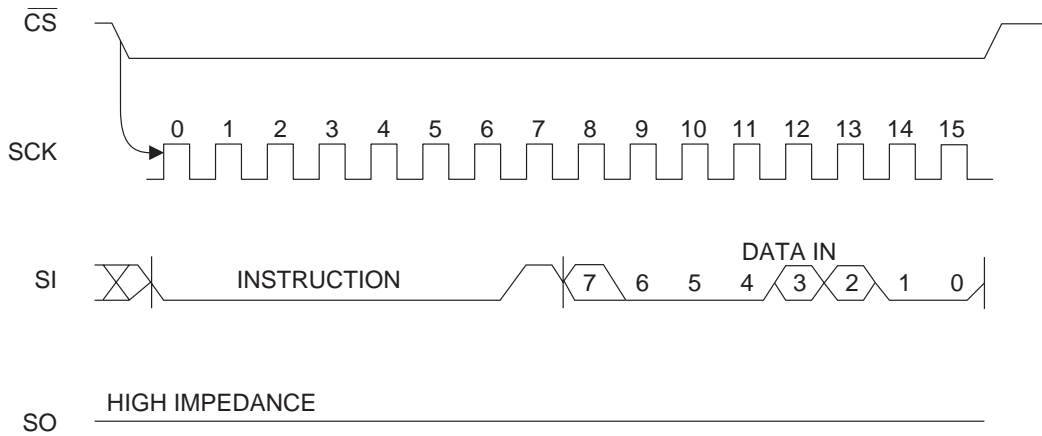 CS
0 1 2 3 4 5 6 7 8 9 10 11 12 13 14 15
SCK
DATA IN
SI
INSTRUCTION
7 6 5 4 3 2 1 0
HIGH IMPEDANCE
SO